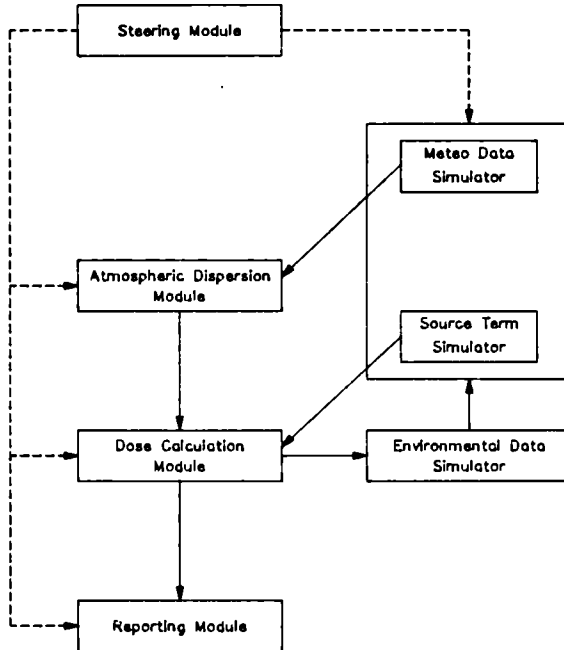 Steering Module
Meteo Data
Simulator
Atmospheric Dispersion
Module
Source Term
Simulator
Dose Calculation
Module
Environmental Data
Simulator
Reporting Module